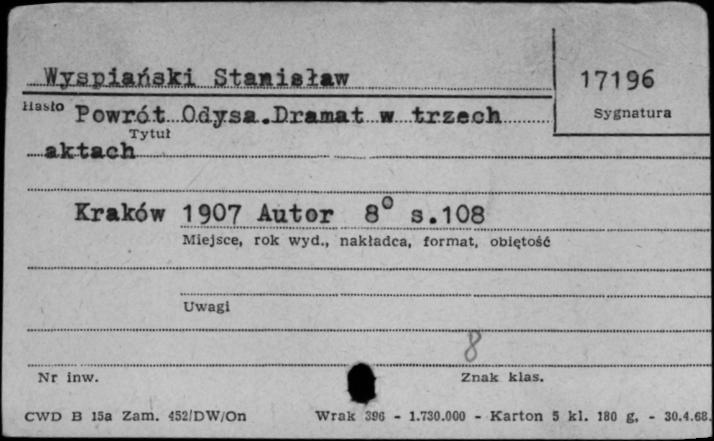 Wyspiański Stanisław
17196
Hasło Powrót Odysa.Dramat w trzech
Sygnatura
Tytuł
aktach
Kraków 1907 Autor 8° s.108
Miejsce, rok wyd., nakładca, format, objętość
Uwagi
8
Nr inw.
Znak klas.
CWD B 15a Zam. 452/DW/On Wrak 396 - 1.730.000 - Karton 5 kl. 180 g. - 30.4.68.